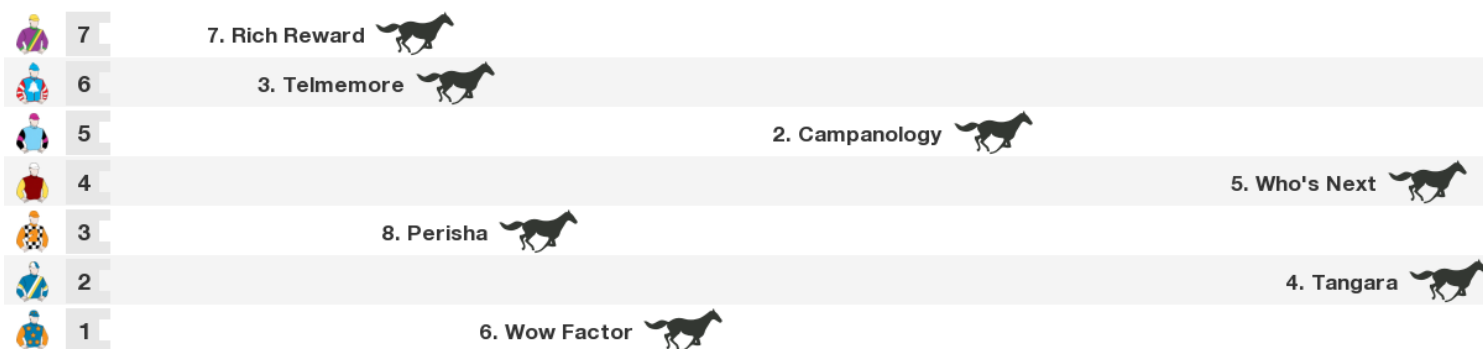 7 7. Rich Reward
6 3. Telmemore
5 2. Campanology
4 5. Who's Next
3 8. Perisha
2 4. Tangara
1 6. Wow Factor